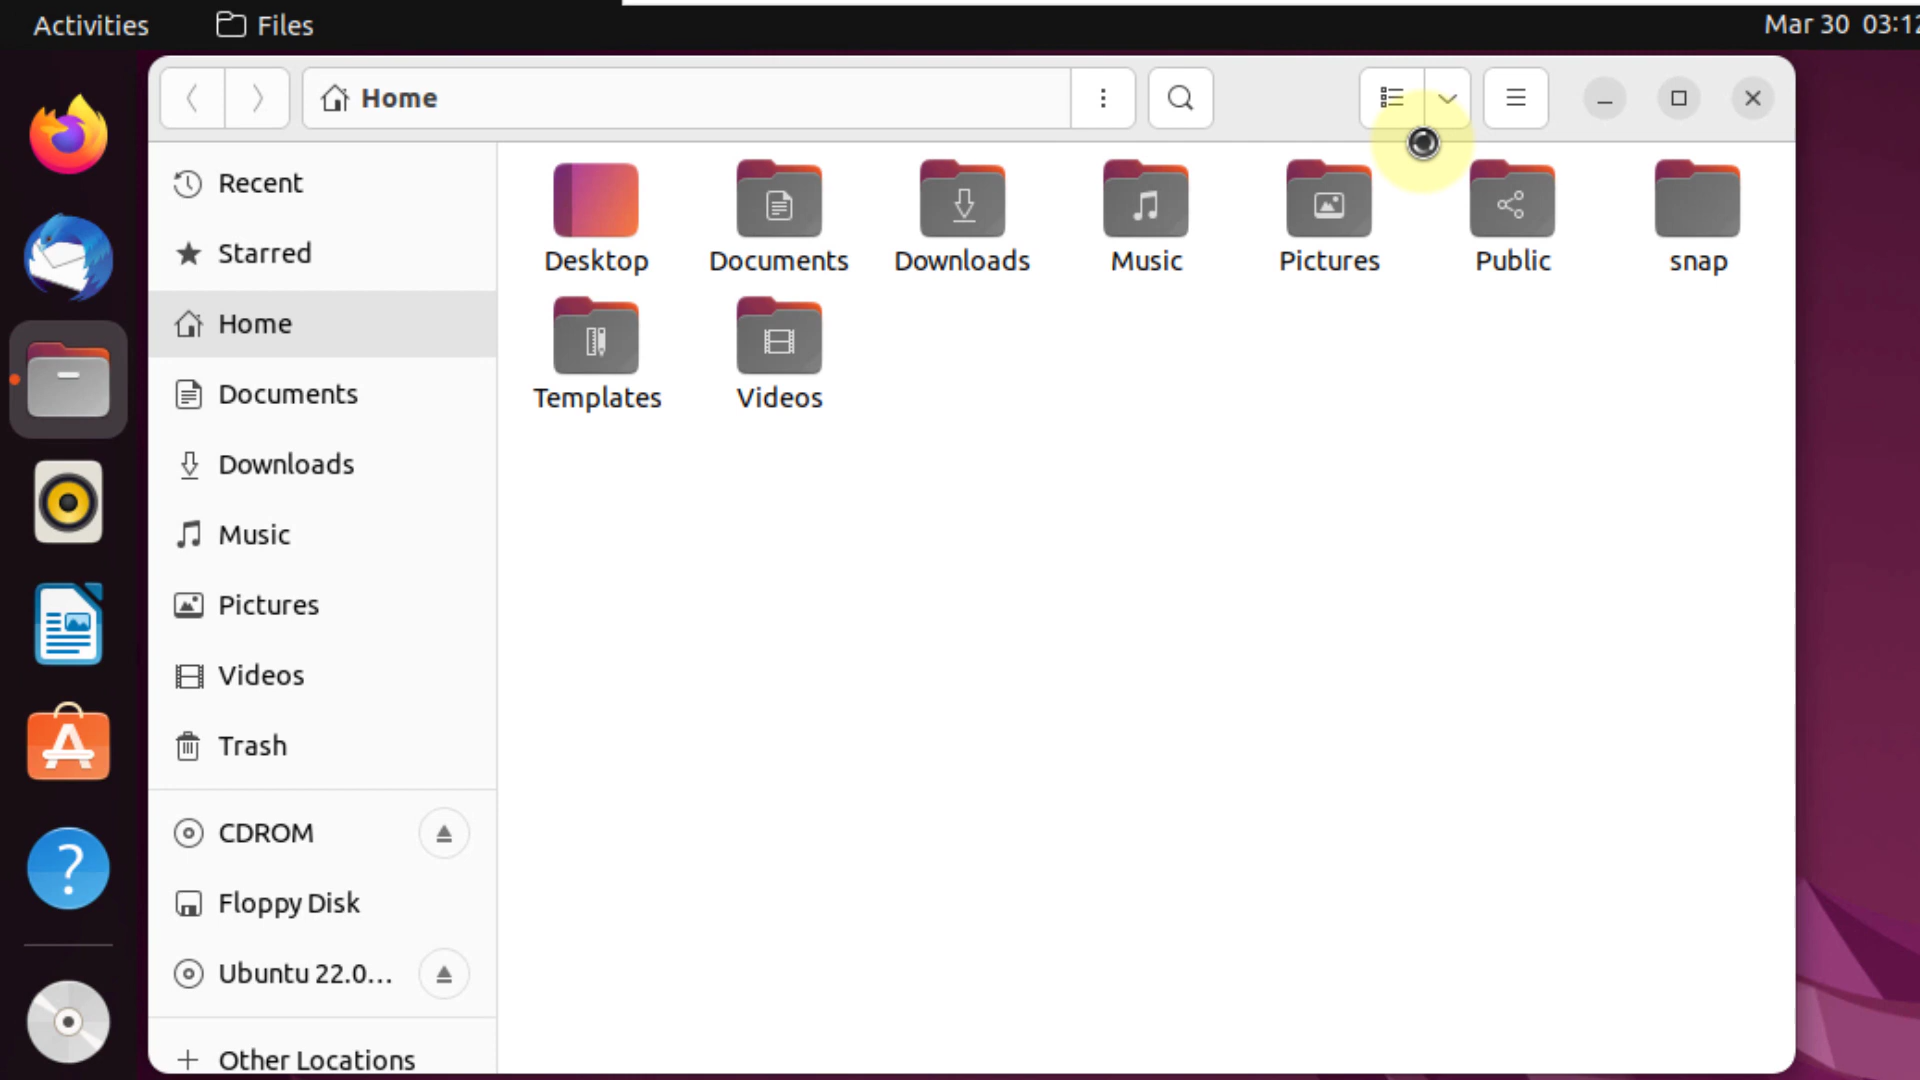 Activities
Files
Mar 30 03:12
Home
Recent
Starred
Home
Documents
Downloads
Music
Pictures
Videos
Trash
CDROM
Floppy Disk
Ubuntu 22.0...
Other Locations
Desktop
Documents
Downloads
Music
Pictures
Public
snap
Templates
Videos